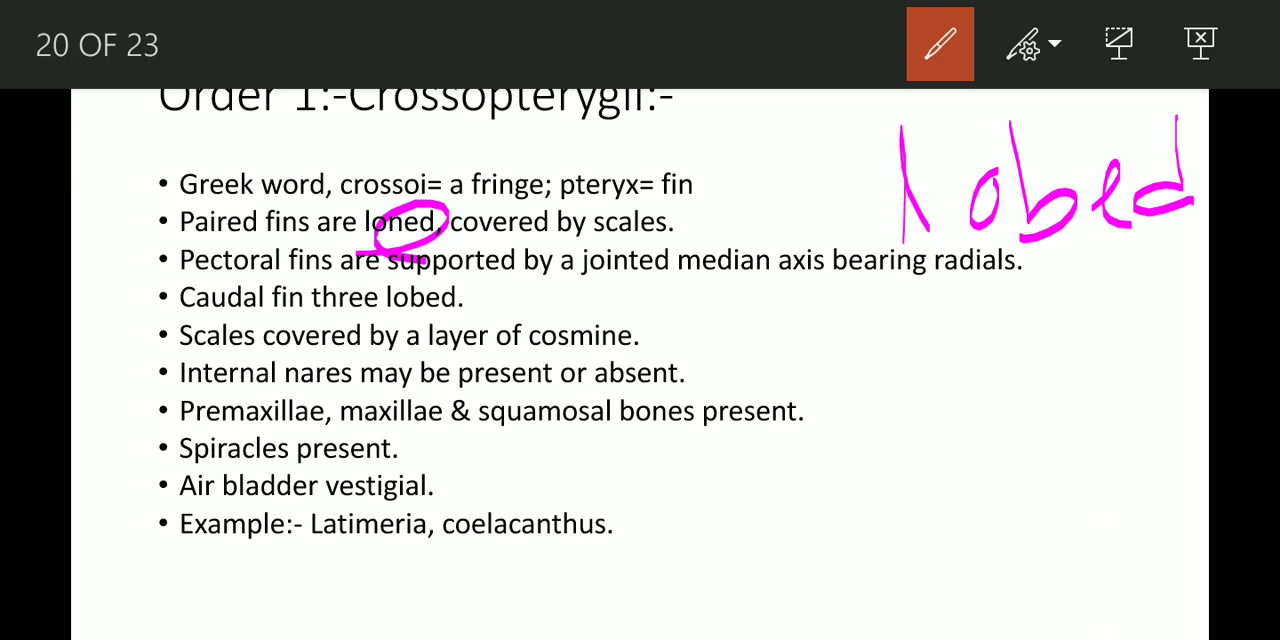 20 OF 23
Order 1:-Crossopterygii:-
lobed
• Greek word, crossoi= a fringe; pteryx= fin
• Paired fins are loned, covered by scales.
• Pectoral fins are supported by a jointed median axis bearing radials.
• Caudal fin three lobed.
• Scales covered by a layer of cosmine.
• Internal nares may be present or absent.
• Premaxillae, maxillae & squamosal bones present.
• Spiracles present.
• Air bladder vestigial.
• Example:- Latimeria, coelacanthus.